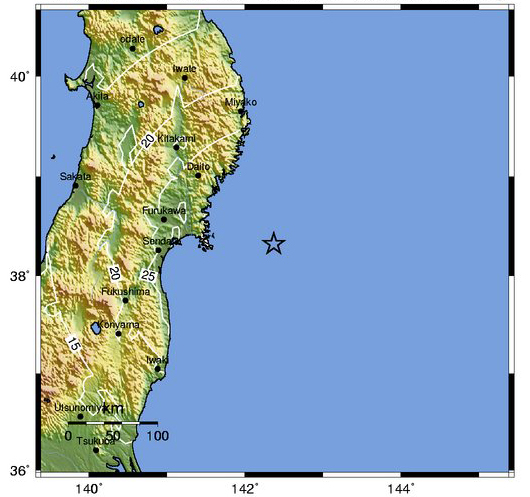 odate
40°
Iwate
Akita
Miyako
20
Kitakami
Daito
Sakata
Furukawa
Sendai
38°
20
25
Fukushima
Koriyama
15
Iwaki
Utsunomiya
km
0 50 100
Tsukuba
36°
140° 142° 144°